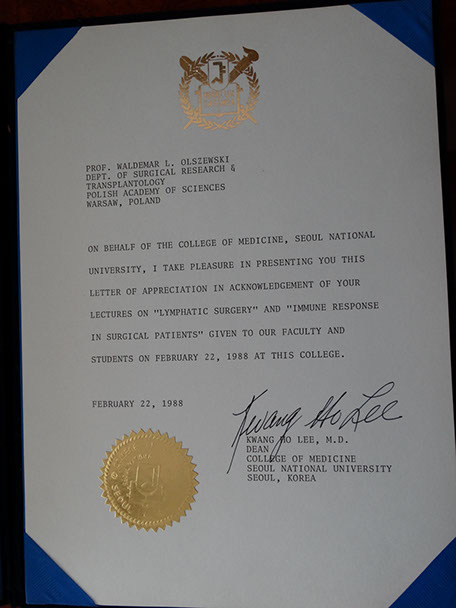 PROF. WALDEMAR L. OLSZEWSKI
DEPT. OF SURGICAL RESEARCH &
TRANSPLANTOLOGY
POLISH ACADEMY OF SCIENCES
WARSAW, POLAND
ON BEHALF OF THE COLLEGE OF MEDICINE, SEOUL NATIONAL
UNIVERSITY, I TAKE PLEASURE IN PRESENTING YOU THIS
LETTER OF APPRECIATION IN ACKNOWLEDGEMENT OF YOUR
LECTURES ON "LYMPHATIC SURGERY" AND "IMMUNE RESPONSE
IN SURGICAL PATIENTS" GIVEN TO OUR FACULTY AND
STUDENTS ON FEBRUARY 22, 1988 AT THIS COLLEGE.
FEBRUARY 22, 1988
Kwang Ho Lee
KWANG HO LEE, M.D.
DEAN
COLLEGE OF MEDICINE
SEOUL NATIONAL UNIVERSITY
SEOUL, KOREA